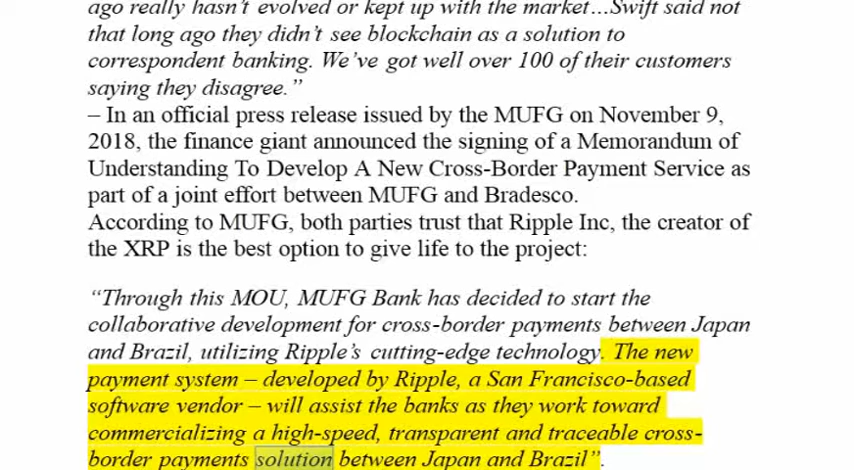 ago really hasn't evolved or kept up with the market…Swift said not
that long ago they didn't see blockchain as a solution to
correspondent banking. We've got well over 100 of their customers
saying they disagree."
– In an official press release issued by the MUFG on November 9,
2018, the finance giant announced the signing of a Memorandum of
Understanding To Develop A New Cross-Border Payment Service as
part of a joint effort between MUFG and Bradesco.
According to MUFG, both parties trust that Ripple Inc, the creator of
the XRP is the best option to give life to the project:
“Through this MOU, MUFG Bank has decided to start the
collaborative development for cross-border payments between Japan
and Brazil, utilizing Ripple’s cutting-edge technology. The new
payment system – developed by Ripple, a San Francisco-based
software vendor – will assist the banks as they work toward
commercializing a high-speed, transparent and traceable cross-
border payments solution between Japan and Brazil”.